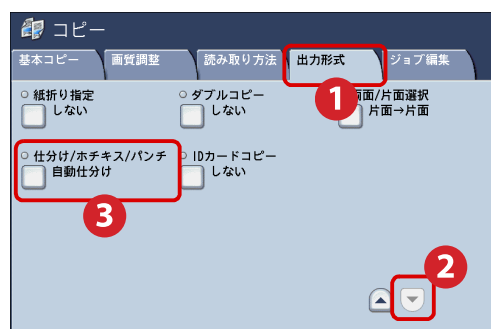 コピー
基本コピー 画質調整 読み取り方法 出力形式 ジョブ編集
紙折り指定 ダブルコピー 面/片面選択
しない しない 片面→片面
1
仕分け/ホチキス/パンチ IDカードコピー
自動仕分け しない
3
2